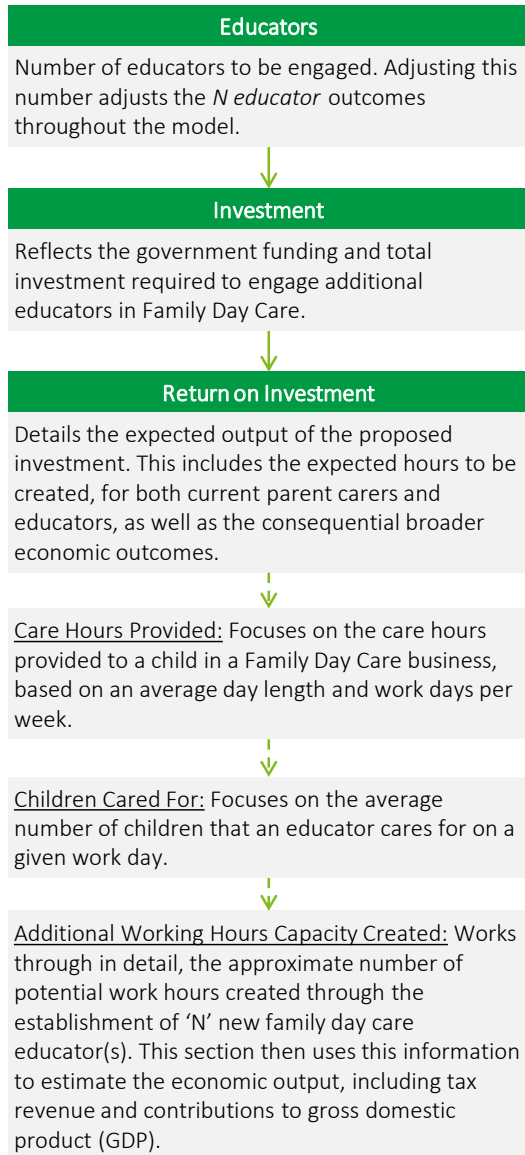 Educators
Number of educators to be engaged. Adjusting this
number adjusts the N educator outcomes
throughout the model.
Investment
Reflects the government funding and total
investment required to engage additional
educators in Family Day Care.
Return on Investment
Details the expected output of the proposed
investment. This includes the expected hours to be
created, for both current parent carers and
educators, as well as the consequential broader
economic outcomes.
Care Hours Provided: Focuses on the care hours
provided to a child in a Family Day Care business,
based on an average day length and work days per
week.
Children Cared For: Focuses on the average
number of children that an educator cares for on a
given work day.
Additional Working Hours Capacity Created: Works
through in detail, the approximate number of
potential work hours created through the
establishment of ‘N’ new family day care
educator(s). This section then uses this information
to estimate the economic output, including tax
revenue and contributions to gross domestic
product (GDP).